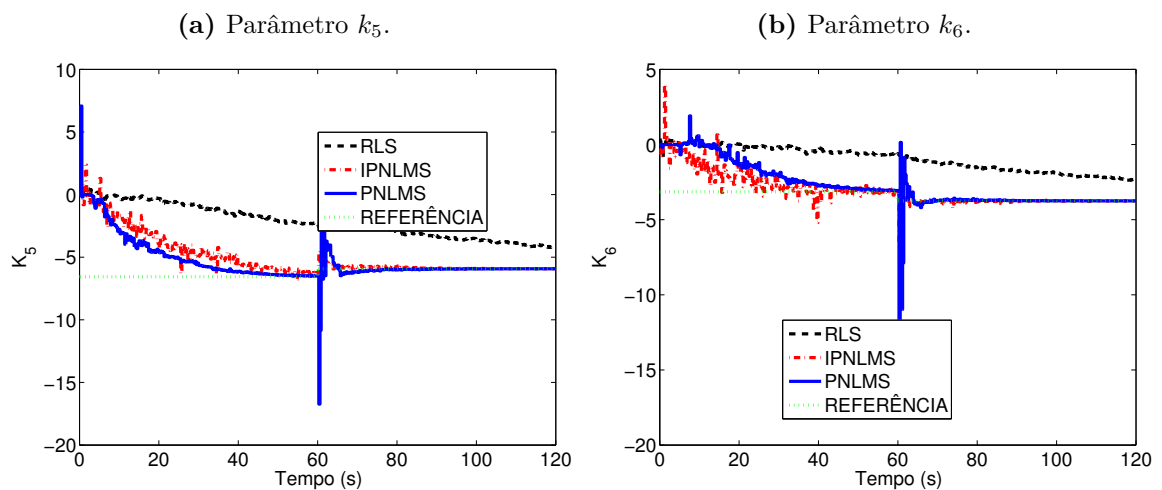 (a) Parâmetro k5.
10
5
0
−5
−10
−15
−20
K5
0
20
40
60
80
100
120
Tempo (s)
RLS
IPNLMS
PNLMS
REFERÊNCIA
(b) Parâmetro k6.
5
0
−5
−10
−15
−20
K6
0
20
40
60
80
100
120
Tempo (s)
RLS
IPNLMS
PNLMS
REFERÊNCIA